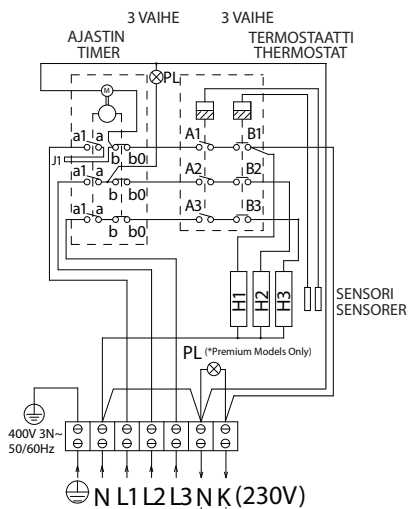 3 VAIHE 3 VAIHE
AJASTIN TERMOSTAATTI
TIMER THERMOSTAT
PL
M
a1 a A1 B1
J1 b b0
a1 a A2 B2
b b0
a1 a A3 B3
b b0
H1 H2 H3
SENSORI
SENSORER
PL (*Premium Models Only)
400V 3N~
50/60Hz
N L1 L2 L3 N K (230V)